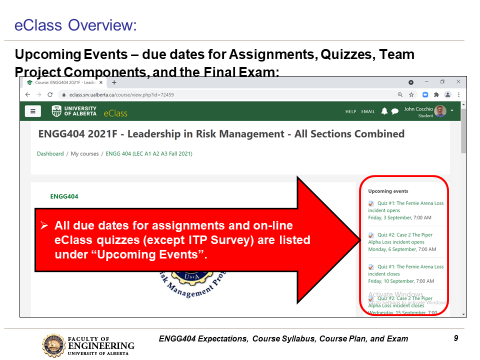 eClass Overview:
Upcoming Events – due dates for Assignments, Quizzes, Team
Project Components, and the Final Exam:
Course: ENGG404 2021F - Leaders
eclass.srv.ualberta.ca/course/view.php?id=72459
UNIVERSITY
OF ALBERTA
eClass
HELP EMAIL
John Cocchio
Student
ENGG404 2021F - Leadership in Risk Management - All Sections Combined
Dashboard / My courses / ENGG 404 (LEC A1 A2 A3 Fall 2021)
ENGG404
Upcoming events
Quiz #1: The Fernie Arena Loss
incident opens
Friday, 3 September, 7:00 AM
Quiz #2: Case 2 The Piper
Alpha Loss incident opens
Monday, 6 September, 7:00 AM
Quiz #1: The Fernie Arena Loss
incident closes
Friday, 10 September, 7:00 AM
Activate Windows
Quiz #2: Case 2 The Piper
Alpha Loss incident closes
Wednesday, 15 September, 7:00
➢ All due dates for assignments and on-line
eClass quizzes (except ITP Survey) are listed
under “Upcoming Events”.
Risk Management Pro
FACULTY OF
ENGINEERING
UNIVERSITY OF ALBERTA
ENGG404 Expectations, Course Syllabus, Course Plan, and Exam
9